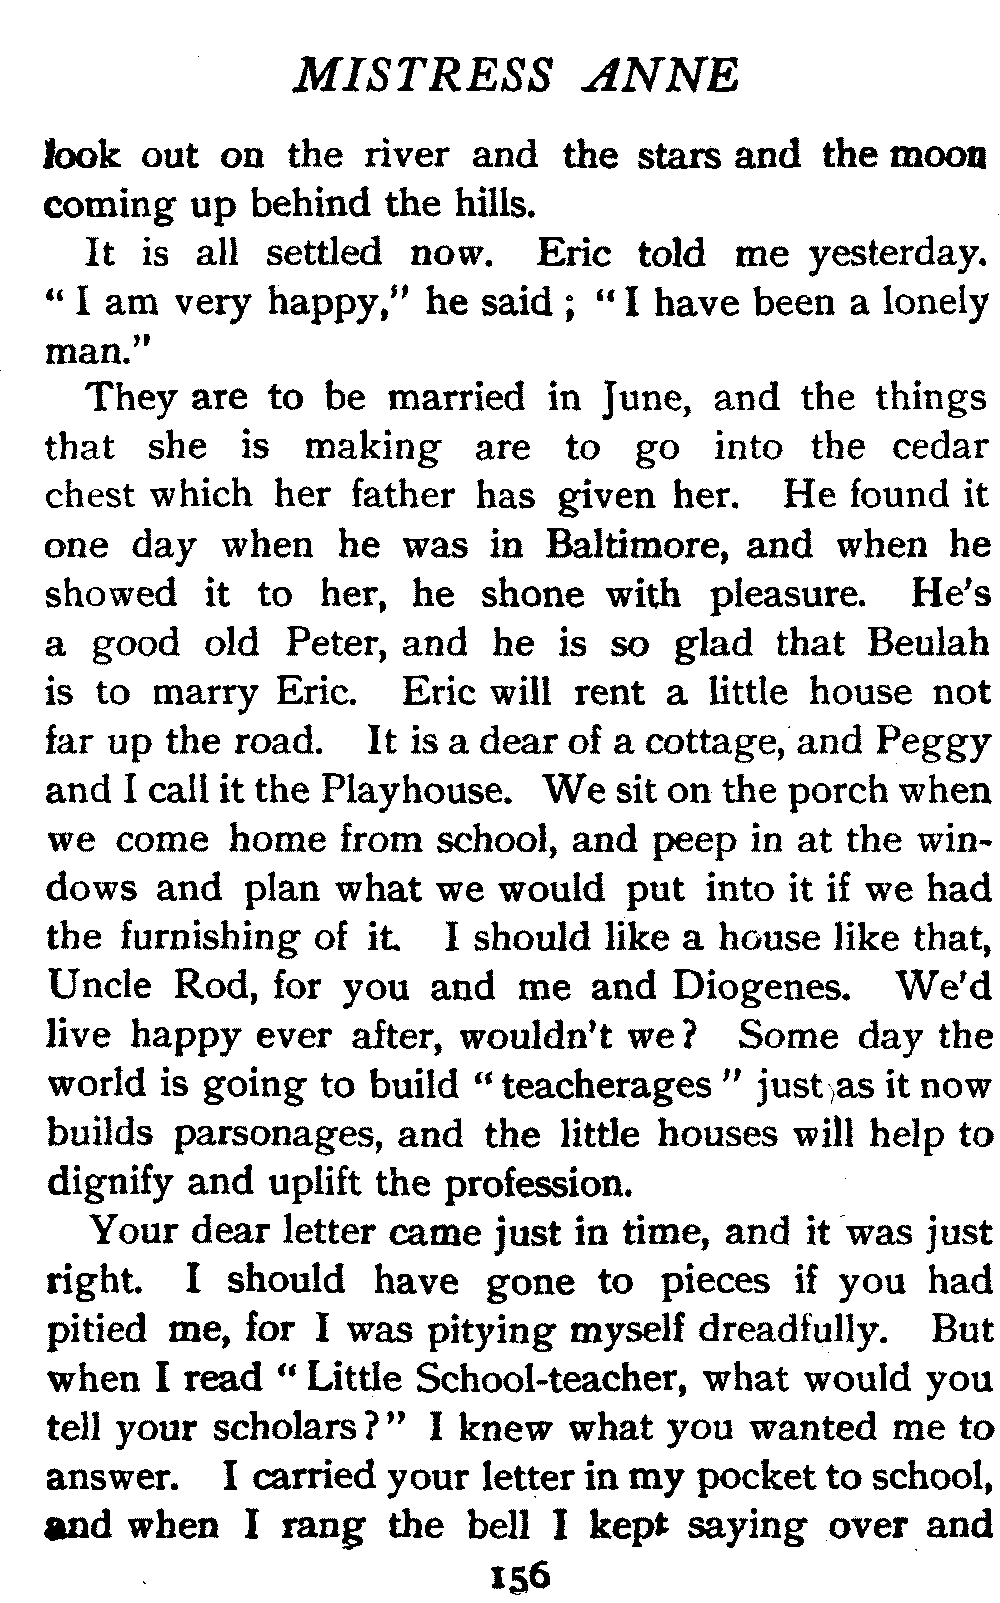 MISTRESS ANNE
look out on the river and the stars and the moon
coming up behind the hills.
It is all settled now. Eric told me yesterday.
" I am very happy," he said ; " I have been a lonely
man."
They are to be married in June, and the things
that she is making are to go into the cedar
chest which her father has given her. He found it
one day when he was in Baltimore, and when he
showed it to her, he shone with pleasure. He's
a good old Peter, and he is so glad that Beulah
is to marry Eric. Eric will rent a little house not
far up the road. It is a dear of a cottage, and Peggy
and I call it the Playhouse. We sit on the porch when
we come home from school, and peep in at the win-
dows and plan what we would put into it if we had
the furnishing of it. I should like a house like that,
Uncle Rod, for you and me and Diogenes. We'd
live happy ever after, wouldn't we? Some day the
world is going to build " teacherages " just as it now
builds parsonages, and the little houses will help to
dignify and uplift the profession.
Your dear letter came just in time, and it was just
right. I should have gone to pieces if you had
pitied me, for I was pitying myself dreadfully. But
when I read " Little School-teacher, what would you
tell your scholars?" I knew what you wanted me to
answer. I carried your letter in my pocket to school,
and when I rang the bell I kept saying over and
156